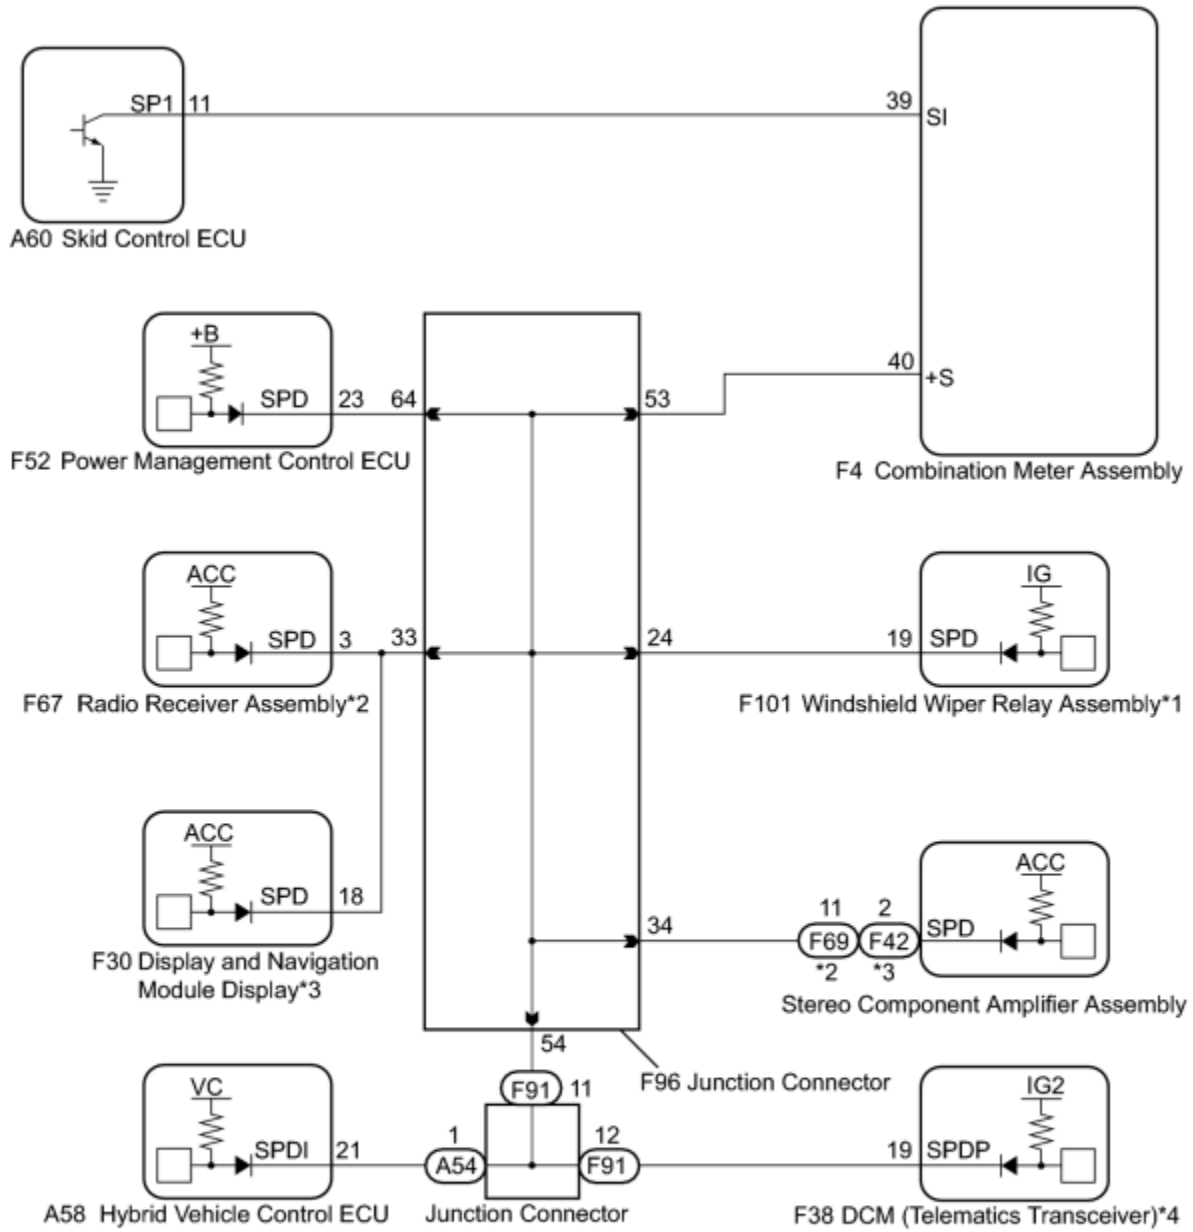 SP1 11
39 SI
A60 Skid Control ECU
+B
SPD 23 64
53
40 +S
F52 Power Management Control ECU
F4 Combination Meter Assembly
ACC
SPD 3 33
24
19 SPD
IG
F67 Radio Receiver Assembly*2
F101 Windshield Wiper Relay Assembly*1
ACC
SPD 18
F30 Display and Navigation
Module Display*3
34
11 2
F69 F42 SPD
*2 *3
ACC
Stereo Component Amplifier Assembly
54
F96 Junction Connector
F91 11
VC
SPDI 21
1
A54
12
F91
19 SPDP
IG2
A58 Hybrid Vehicle Control ECU
Junction Connector
F38 DCM (Telematics Transceiver)*4